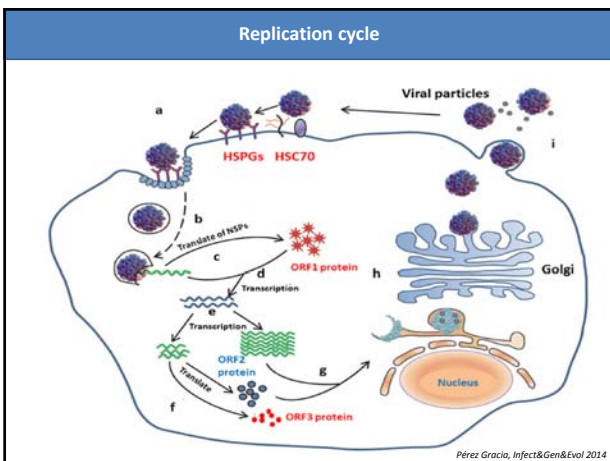 Replication cycle
Viral particles
a
HSPGs HSC70
i
b
Translate of NSPs
c
ORF1 protein
d
Transcription
h
Golgi
e
Transcription
ORF2
protein
g
Nucleus
Translate
f
ORF3 protein
Pérez Gracia, Infect&Gen&Evol 2014